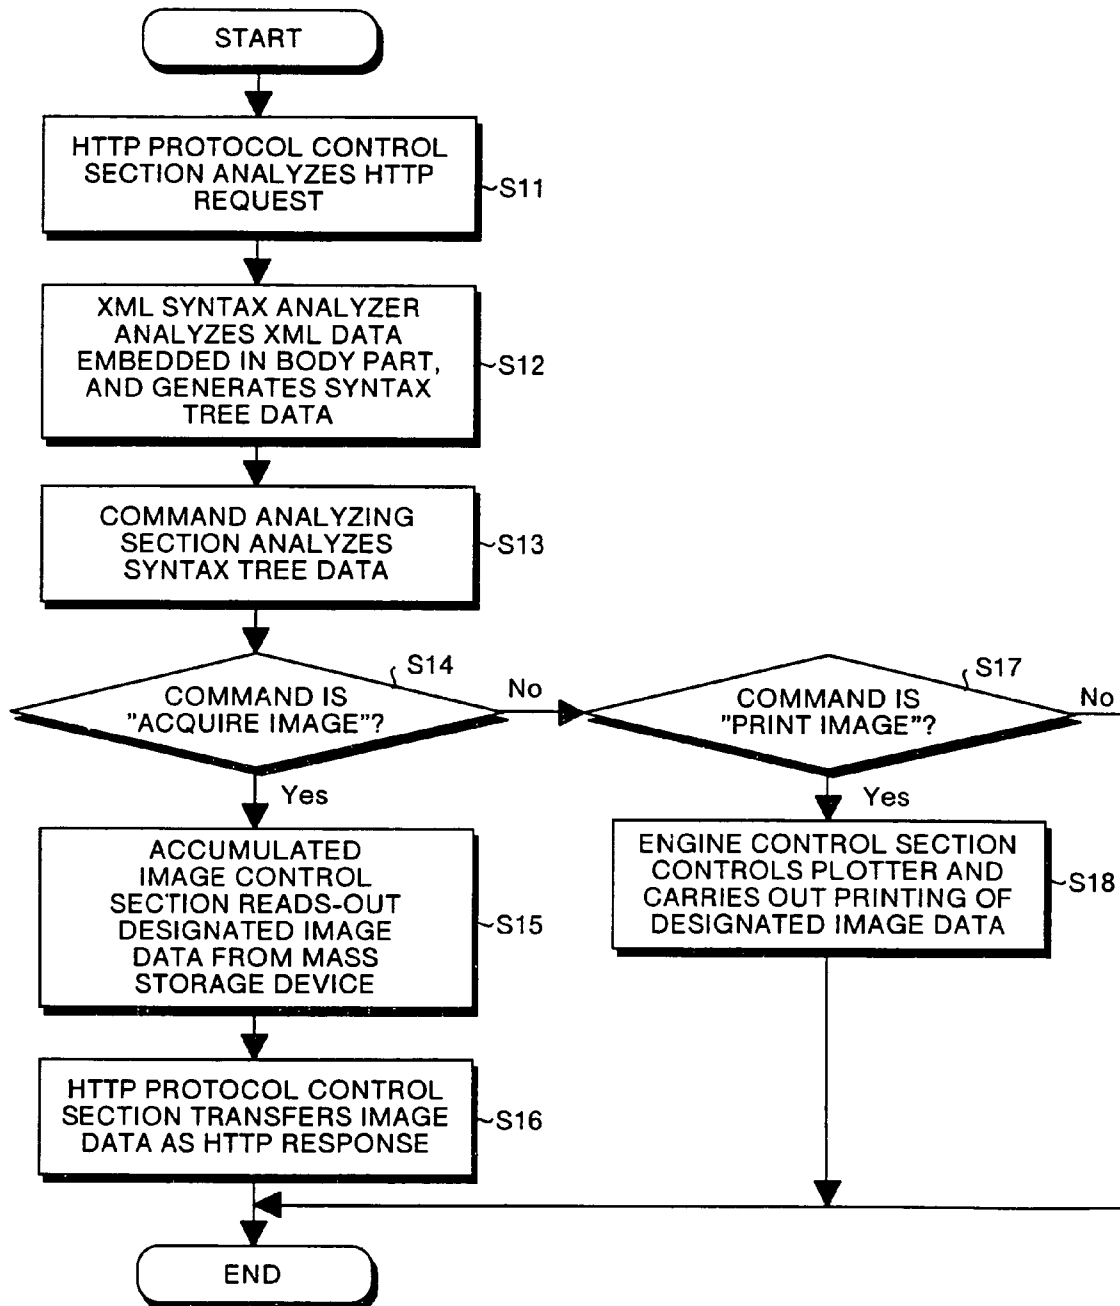 START
HTTP PROTOCOL CONTROL
SECTION ANALYZES HTTP
REQUEST
S11
XML SYNTAX ANALYZER
ANALYZES XML DATA
EMBEDDED IN BODY PART,
AND GENERATES SYNTAX
TREE DATA
S12
COMMAND ANALYZING
SECTION ANALYZES
SYNTAX TREE DATA
S13
COMMAND IS
"ACQUIRE IMAGE"?
S14
No
Yes
COMMAND IS
"PRINT IMAGE"?
S17
No
Yes
ACCUMULATED
IMAGE CONTROL
SECTION READS-OUT
DESIGNATED IMAGE
DATA FROM MASS
STORAGE DEVICE
S15
ENGINE CONTROL SECTION
CONTROLS PLOTTER AND
CARRIES OUT PRINTING OF
DESIGNATED IMAGE DATA
S18
HTTP PROTOCOL CONTROL
SECTION TRANSFERS IMAGE
DATA AS HTTP RESPONSE
S16
END